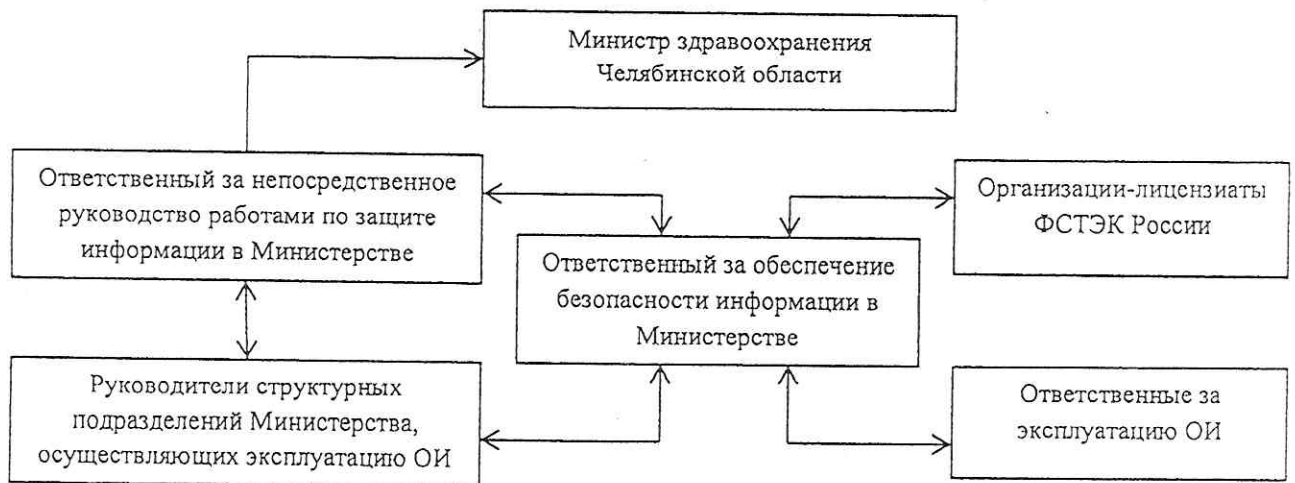 Министр здравоохранения
Челябинской области
Ответственный за непосредственное
руководство работами по защите
информации в Министерстве
Организации-лицензиаты
ФСТЭК России
Ответственный за обеспечение
безопасности информации в
Министерстве
Руководители структурных
подразделений Министерства,
осуществляющих эксплуатацию ОИ
Ответственные за
эксплуатацию ОИ